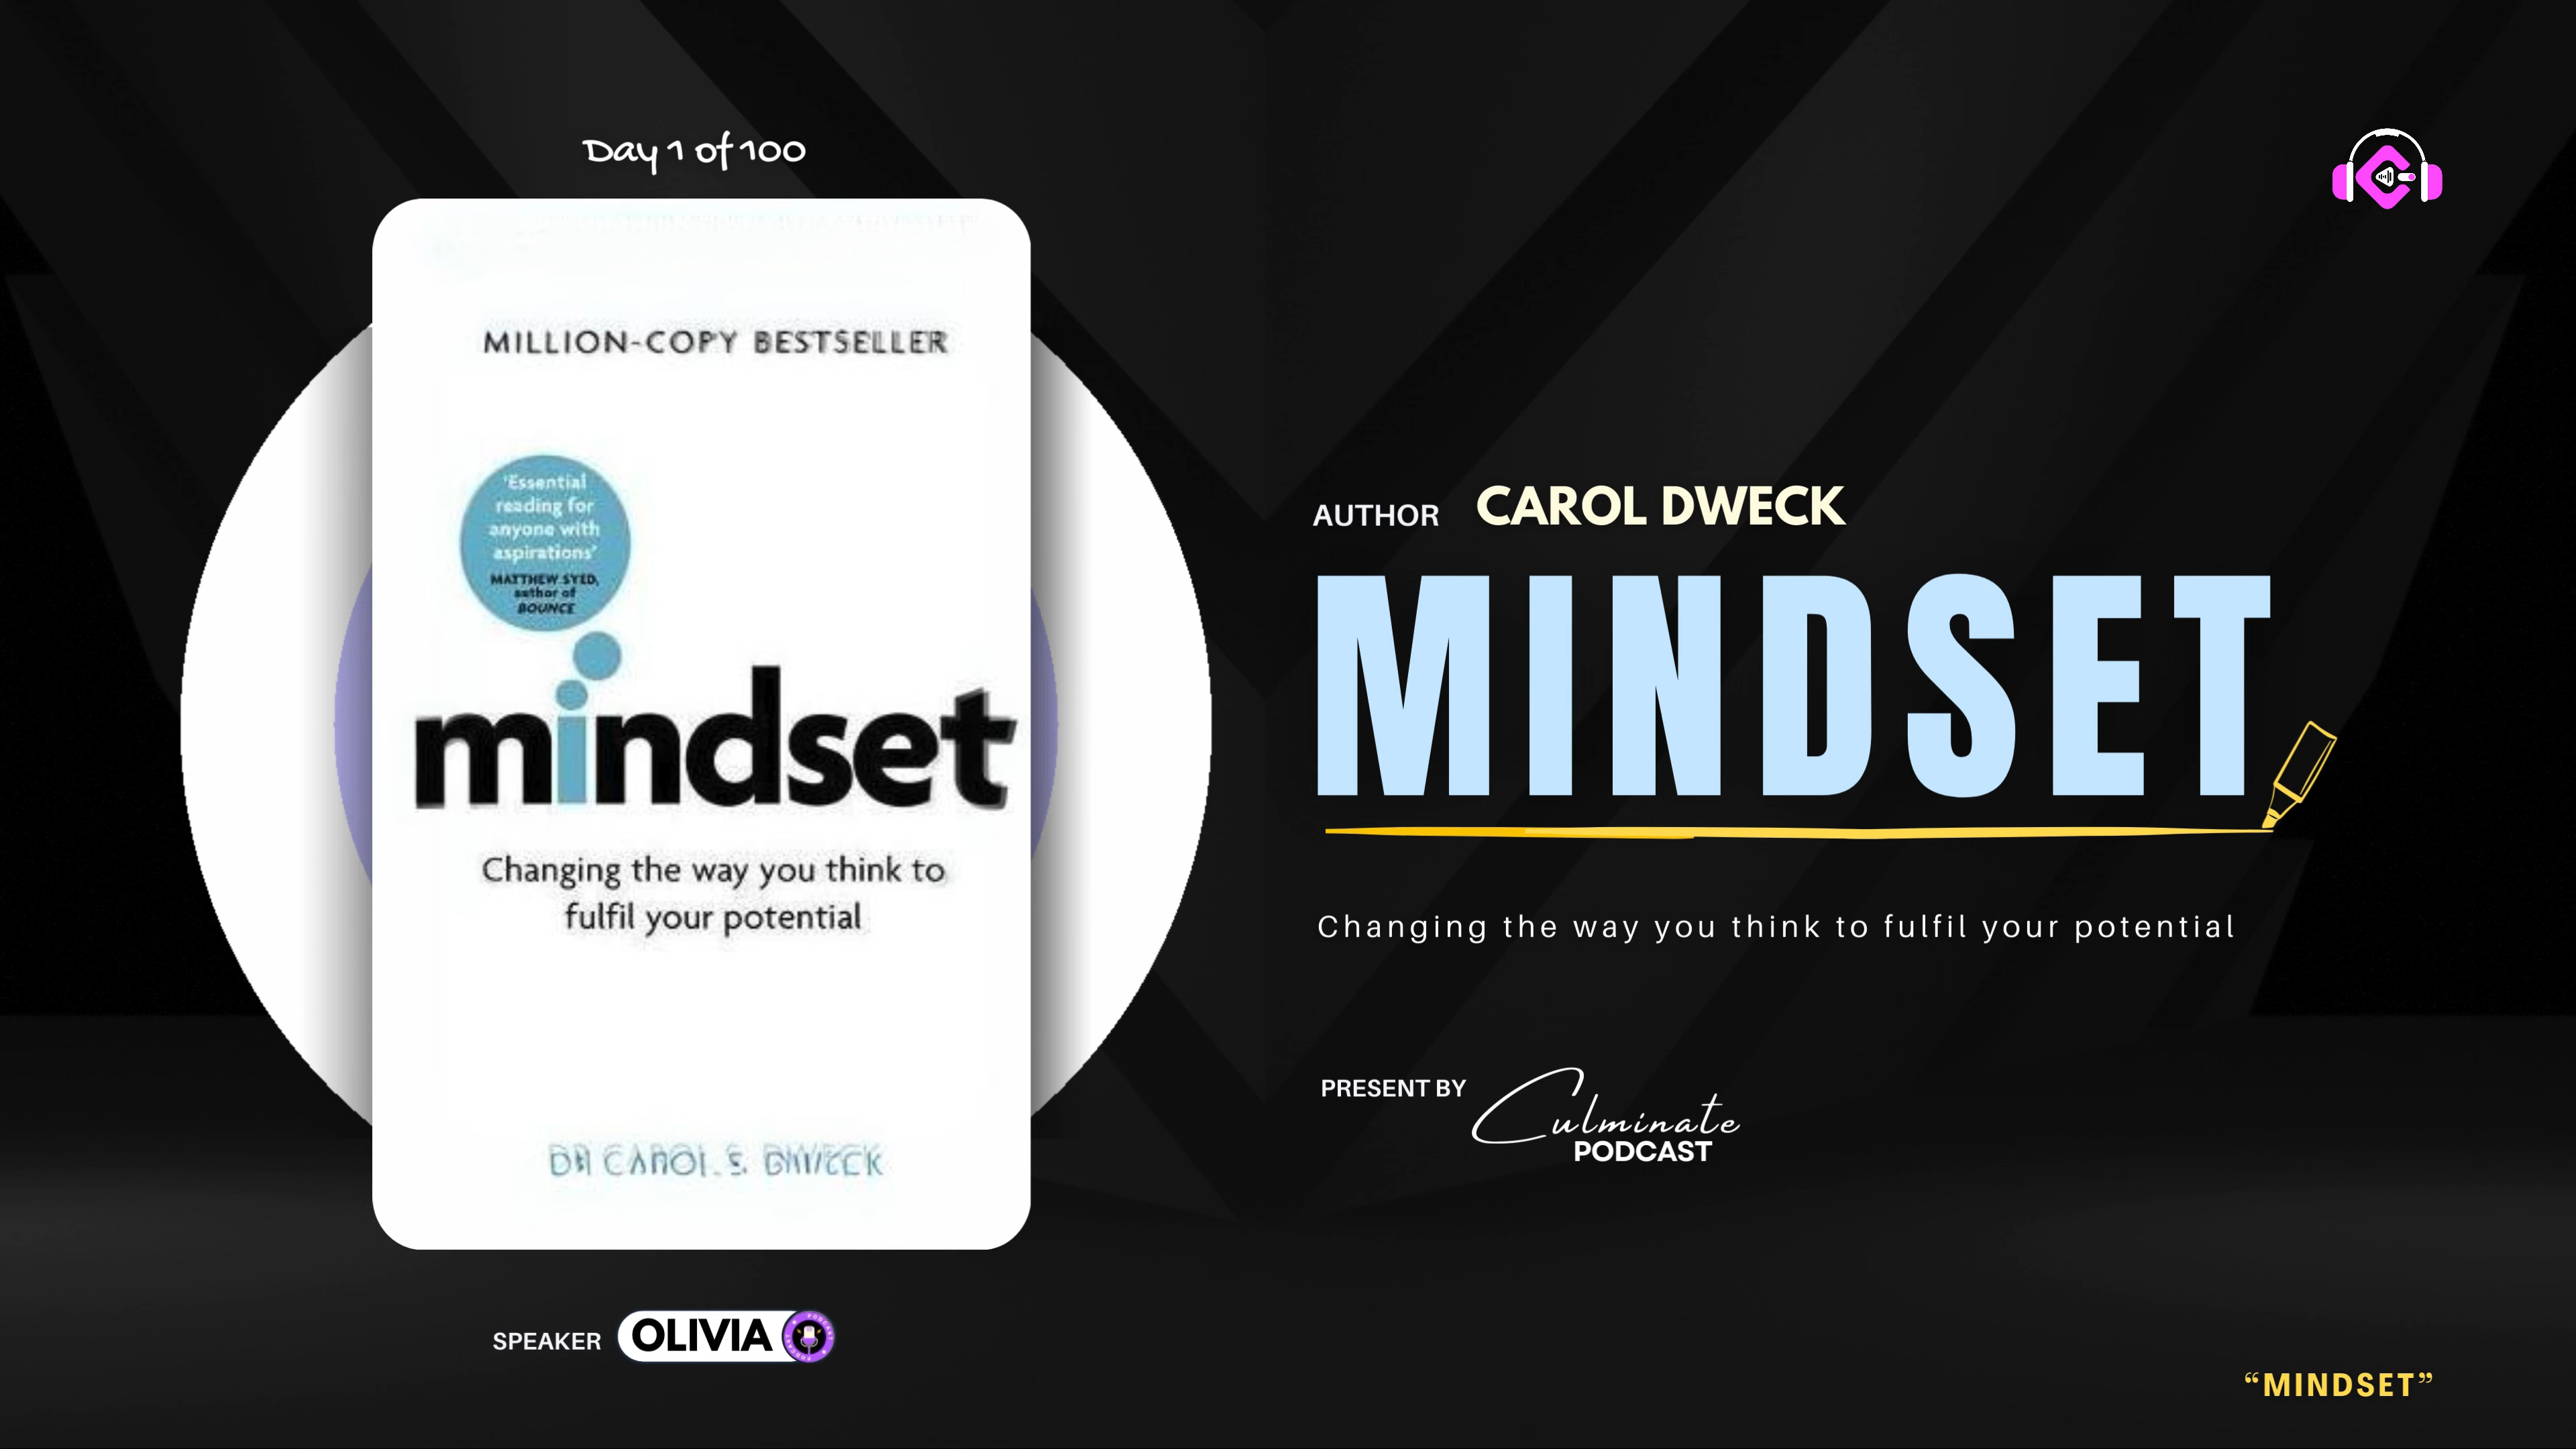 Day 1 of 100
MILLION-COPY BESTSELLER
'Essential
reading for
anyone with
aspirations'
MATTHEW SYED,
author of
BOUNCE
mindset
Changing the way you think to
fulfil your potential
DR CAROL S. DWECK
SPEAKER OLIVIA
AUTHOR CAROL DWECK
MINDSET
Changing the way you think to fulfil your potential
PRESENT BY Culminate
PODCAST
“MINDSET”